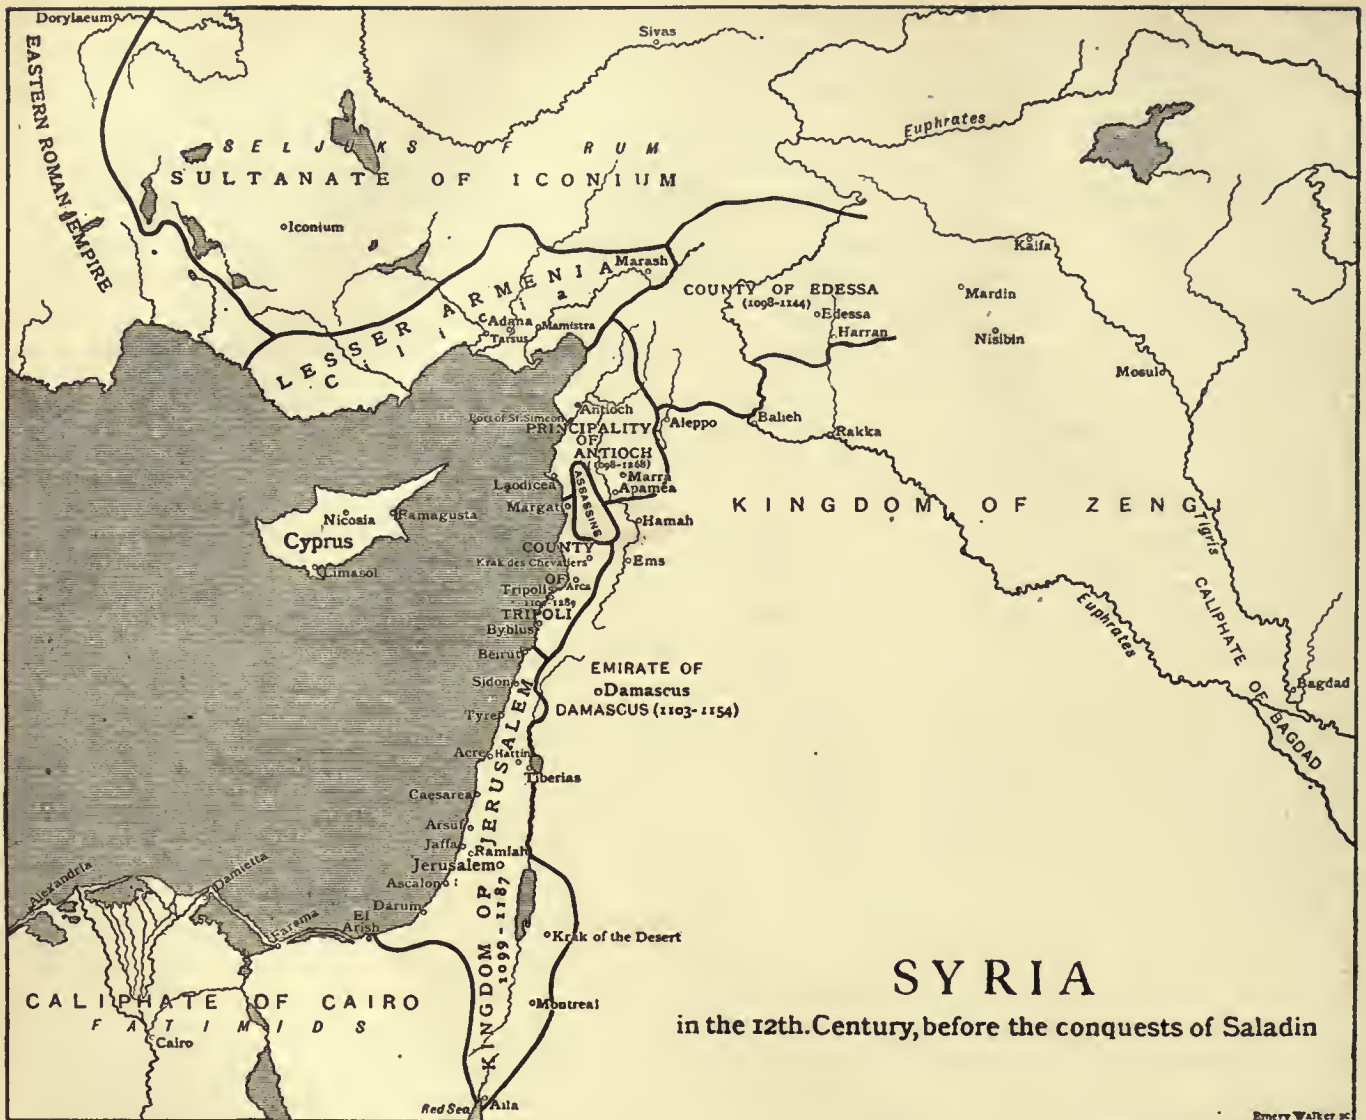 Dorylaeum
Sivas
EASTERN ROMAN EMPIRE
Euphrates
SELJUKS OF RUM
SULTANATE OF ICONIUM
Iconium
Kaifa
Marash
LESSER ARMENIA
Cilicia
COUNTY OF EDESSA
(1098-1144)
Mardin
Edessa
Adana
Mamistra
Tarsus
Harran
Nisibin
Mosul
Antioch
Port of St. Simeon
Aleppo
Balieh
Rakka
PRINCIPALITY
OF
ANTIOCH
(1098-1268)
Marra
Apamea
Laodicea
ASSASSINS
Margat
KINGDOM OF ZENGI
Hamah
Nicosia
Famagusta
Cyprus
Limasol
Tigris
COUNTY
Krak des Chevaliers
Ems
OF
Arca
Tripolis
TRIPOLI
Byblus
Euphrates
CALIPHATE OF BAGDAD
Beirut
EMIRATE OF
Damascus
DAMASCUS (1103-1154)
Sidon
Bagdad
Tyre
Acre
Hattin
Tiberias
Caesarea
Arsuf
Jaffa
Ramlah
Jerusalem
Ascalon
Darum
KINGDOM OF JERUSALEM
1099-1187
Alexandria
Damietta
Farama
El
Arish
Krak of the Desert
Montreal
CALIPHATE OF CAIRO
FATIMIDS
Cairo
SYRIA
in the 12th. Century, before the conquests of Saladin
Red Sea
Aila
Emery Walker sc.